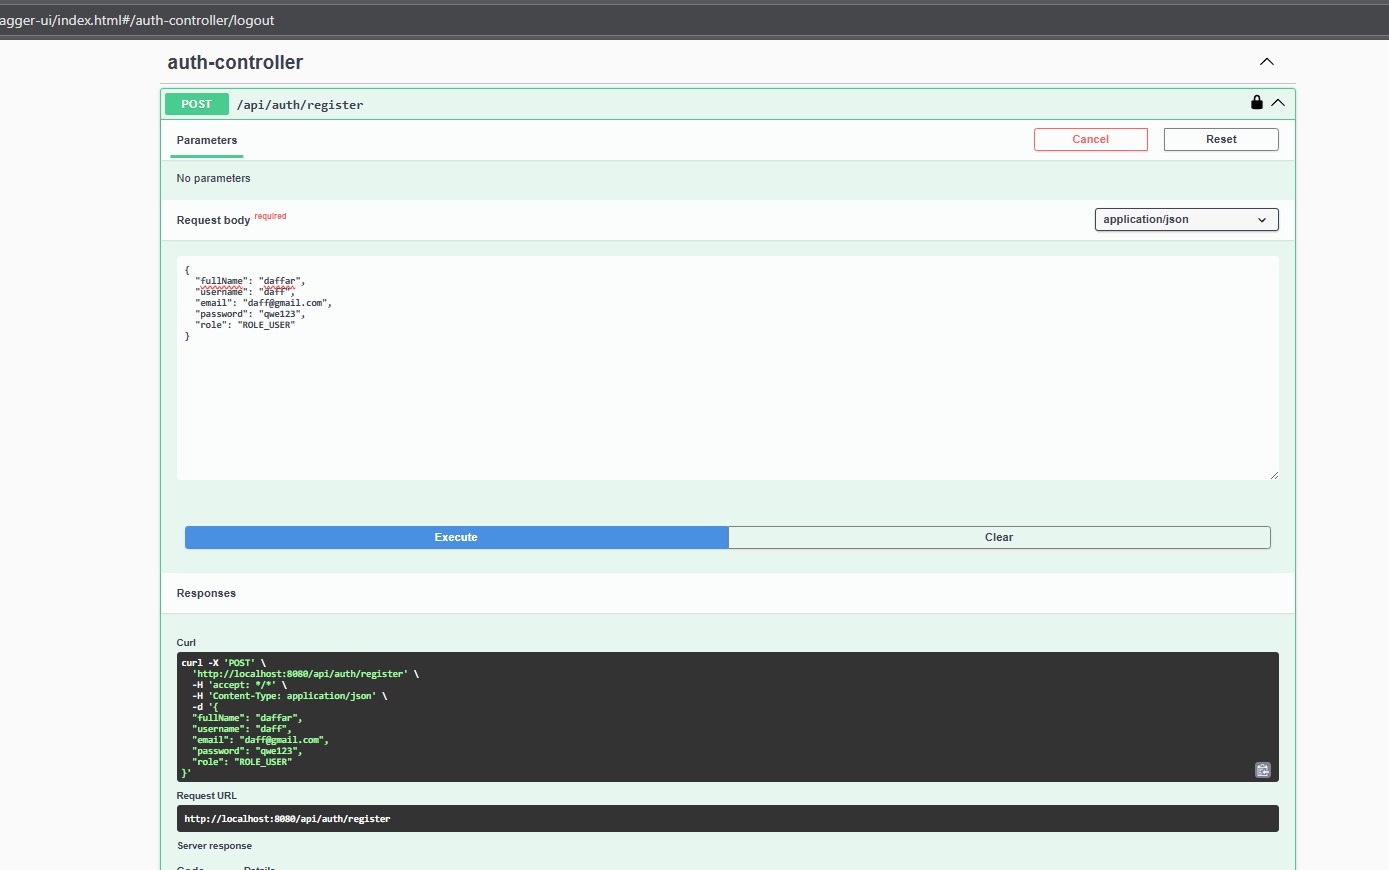 agger-ui/index.html#/auth-controller/logout
auth-controller
POST /api/auth/register
Parameters
Cancel
Reset
No parameters
Request body required
application/json
{
"fullName": "daffar",
"username": "daff",
"email": "daff@gmail.com",
"password": "qwe123",
"role": "ROLE_USER"
}
Execute
Clear
Responses
Curl
curl -X 'POST' \
'http://localhost:8080/api/auth/register' \
-H 'accept: */*' \
-H 'Content-Type: application/json' \
-d '{
"fullName": "daffar",
"username": "daff",
"email": "daff@gmail.com",
"password": "qwe123",
"role": "ROLE_USER"
}'
Request URL
http://localhost:8080/api/auth/register
Server response
Code Details